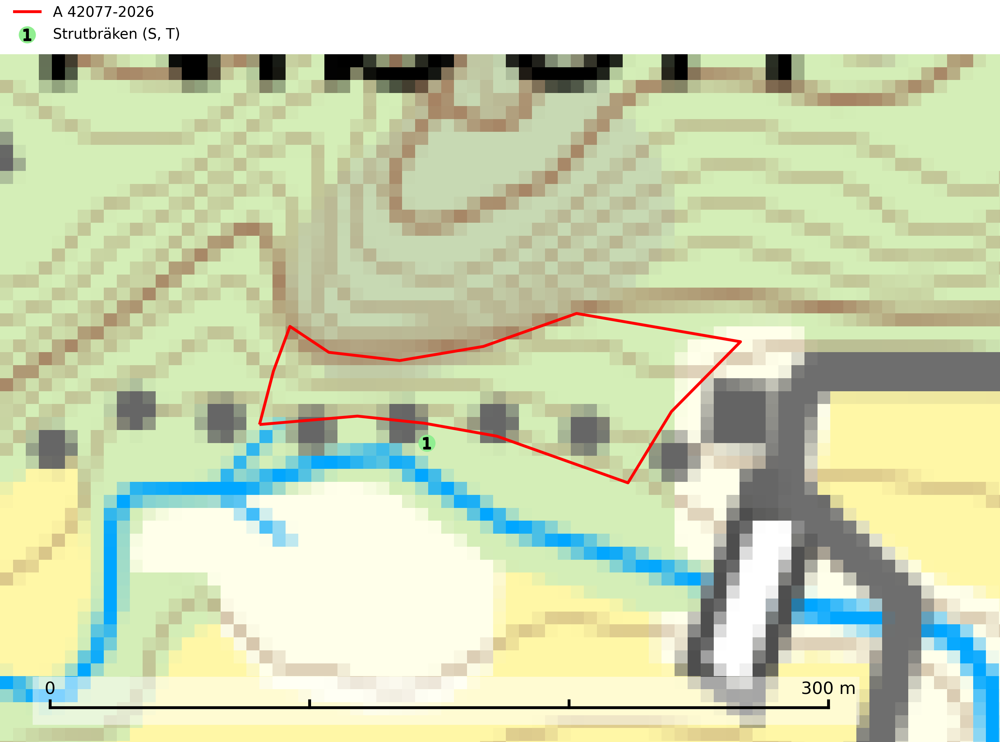 A 42077-2026
1 Strutbräken (S, T)
1
0 300 m